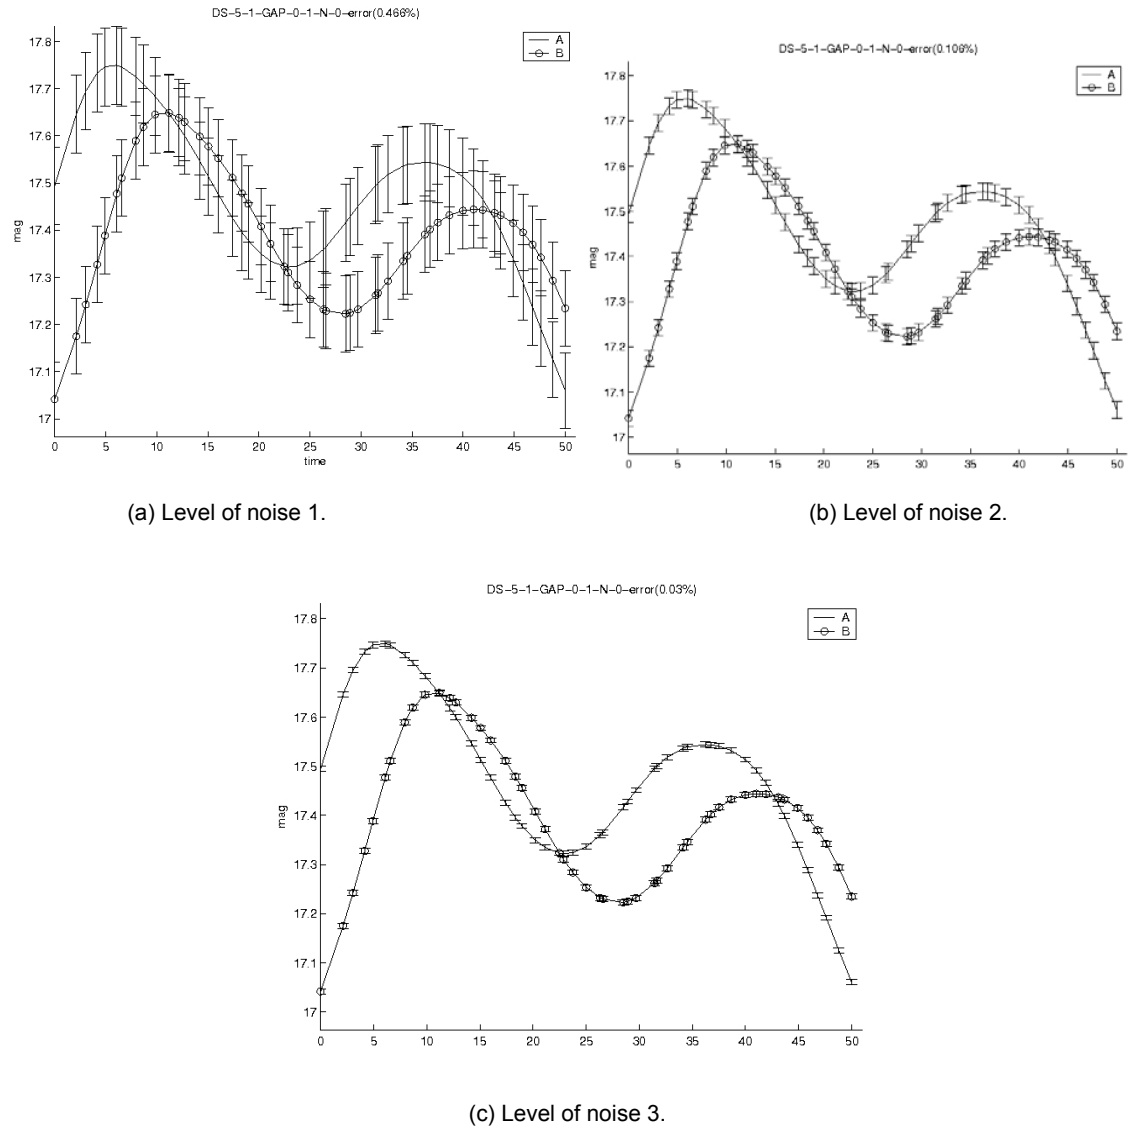 DS-5-1-GAP-0-1-N-0-error(0.466%)
A
B
17.8
17.7
17.6
17.5
17.4
17.3
17.2
17.1
17
mag
0 5 10 15 20 25 30 35 40 45 50
time
(a) Level of noise 1.
DS-5-1-GAP-0-1-N-0-error(0.106%)
A
B
17.8
17.7
17.6
17.5
17.4
17.3
17.2
17.1
17
mag
0 5 10 15 20 25 30 35 40 45 50
(b) Level of noise 2.
DS-5-1-GAP-0-1-N-0-error(0.03%)
A
B
17.8
17.7
17.6
17.5
17.4
17.3
17.2
17.1
17
mag
0 5 10 15 20 25 30 35 40 45 50
(c) Level of noise 3.